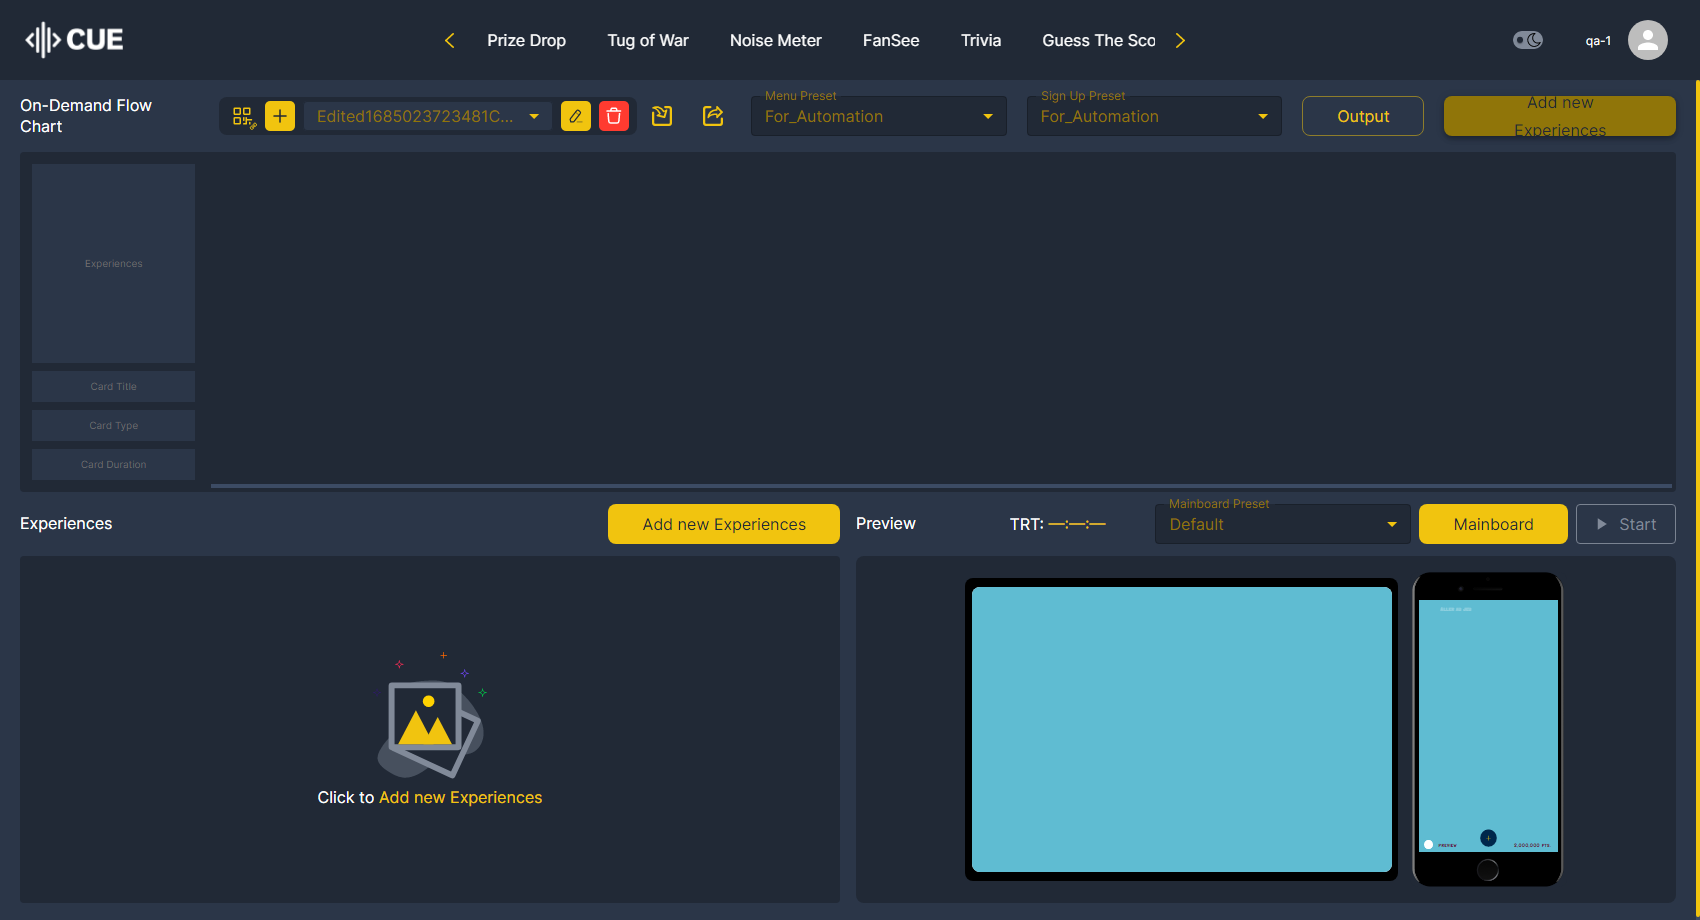 CUE
Prize Drop
Tug of War
Noise Meter
FanSee
Trivia
Guess The Sco
qa-1
On-Demand Flow
Chart
Edited1685023723481C...
Menu Preset
For_Automation
Sign Up Preset
For_Automation
Output
Add new
Experiences
Experiences
Card Title
Card Type
Card Duration
Experiences
Add new Experiences
Preview
TRT: —:—:—
Mainboard Preset
Default
Mainboard
Start
Click to Add new Experiences
PREVIEW